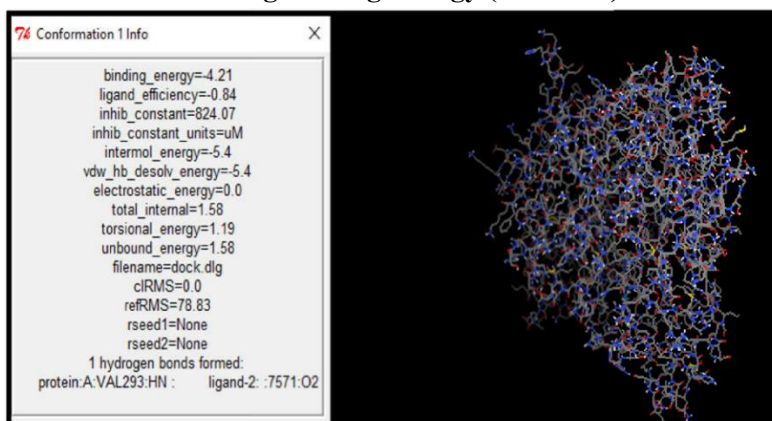 7% Conformation 1 Info X
binding_energy=-4.21
ligand_efficiency=-0.84
inhib_constant=824.07
inhib_constant_units=uM
intermol_energy=-5.4
vdw_hb_desolv_energy=-5.4
electrostatic_energy=0.0
total_internal=1.58
torsional_energy=1.19
unbound_energy=1.58
filename=dock.dlg
clRMS=0.0
refRMS=78.83
rseed1=None
rseed2=None
1 hydrogen bonds formed:
protein:A:VAL293:HN : ligand-2: :7571:O2